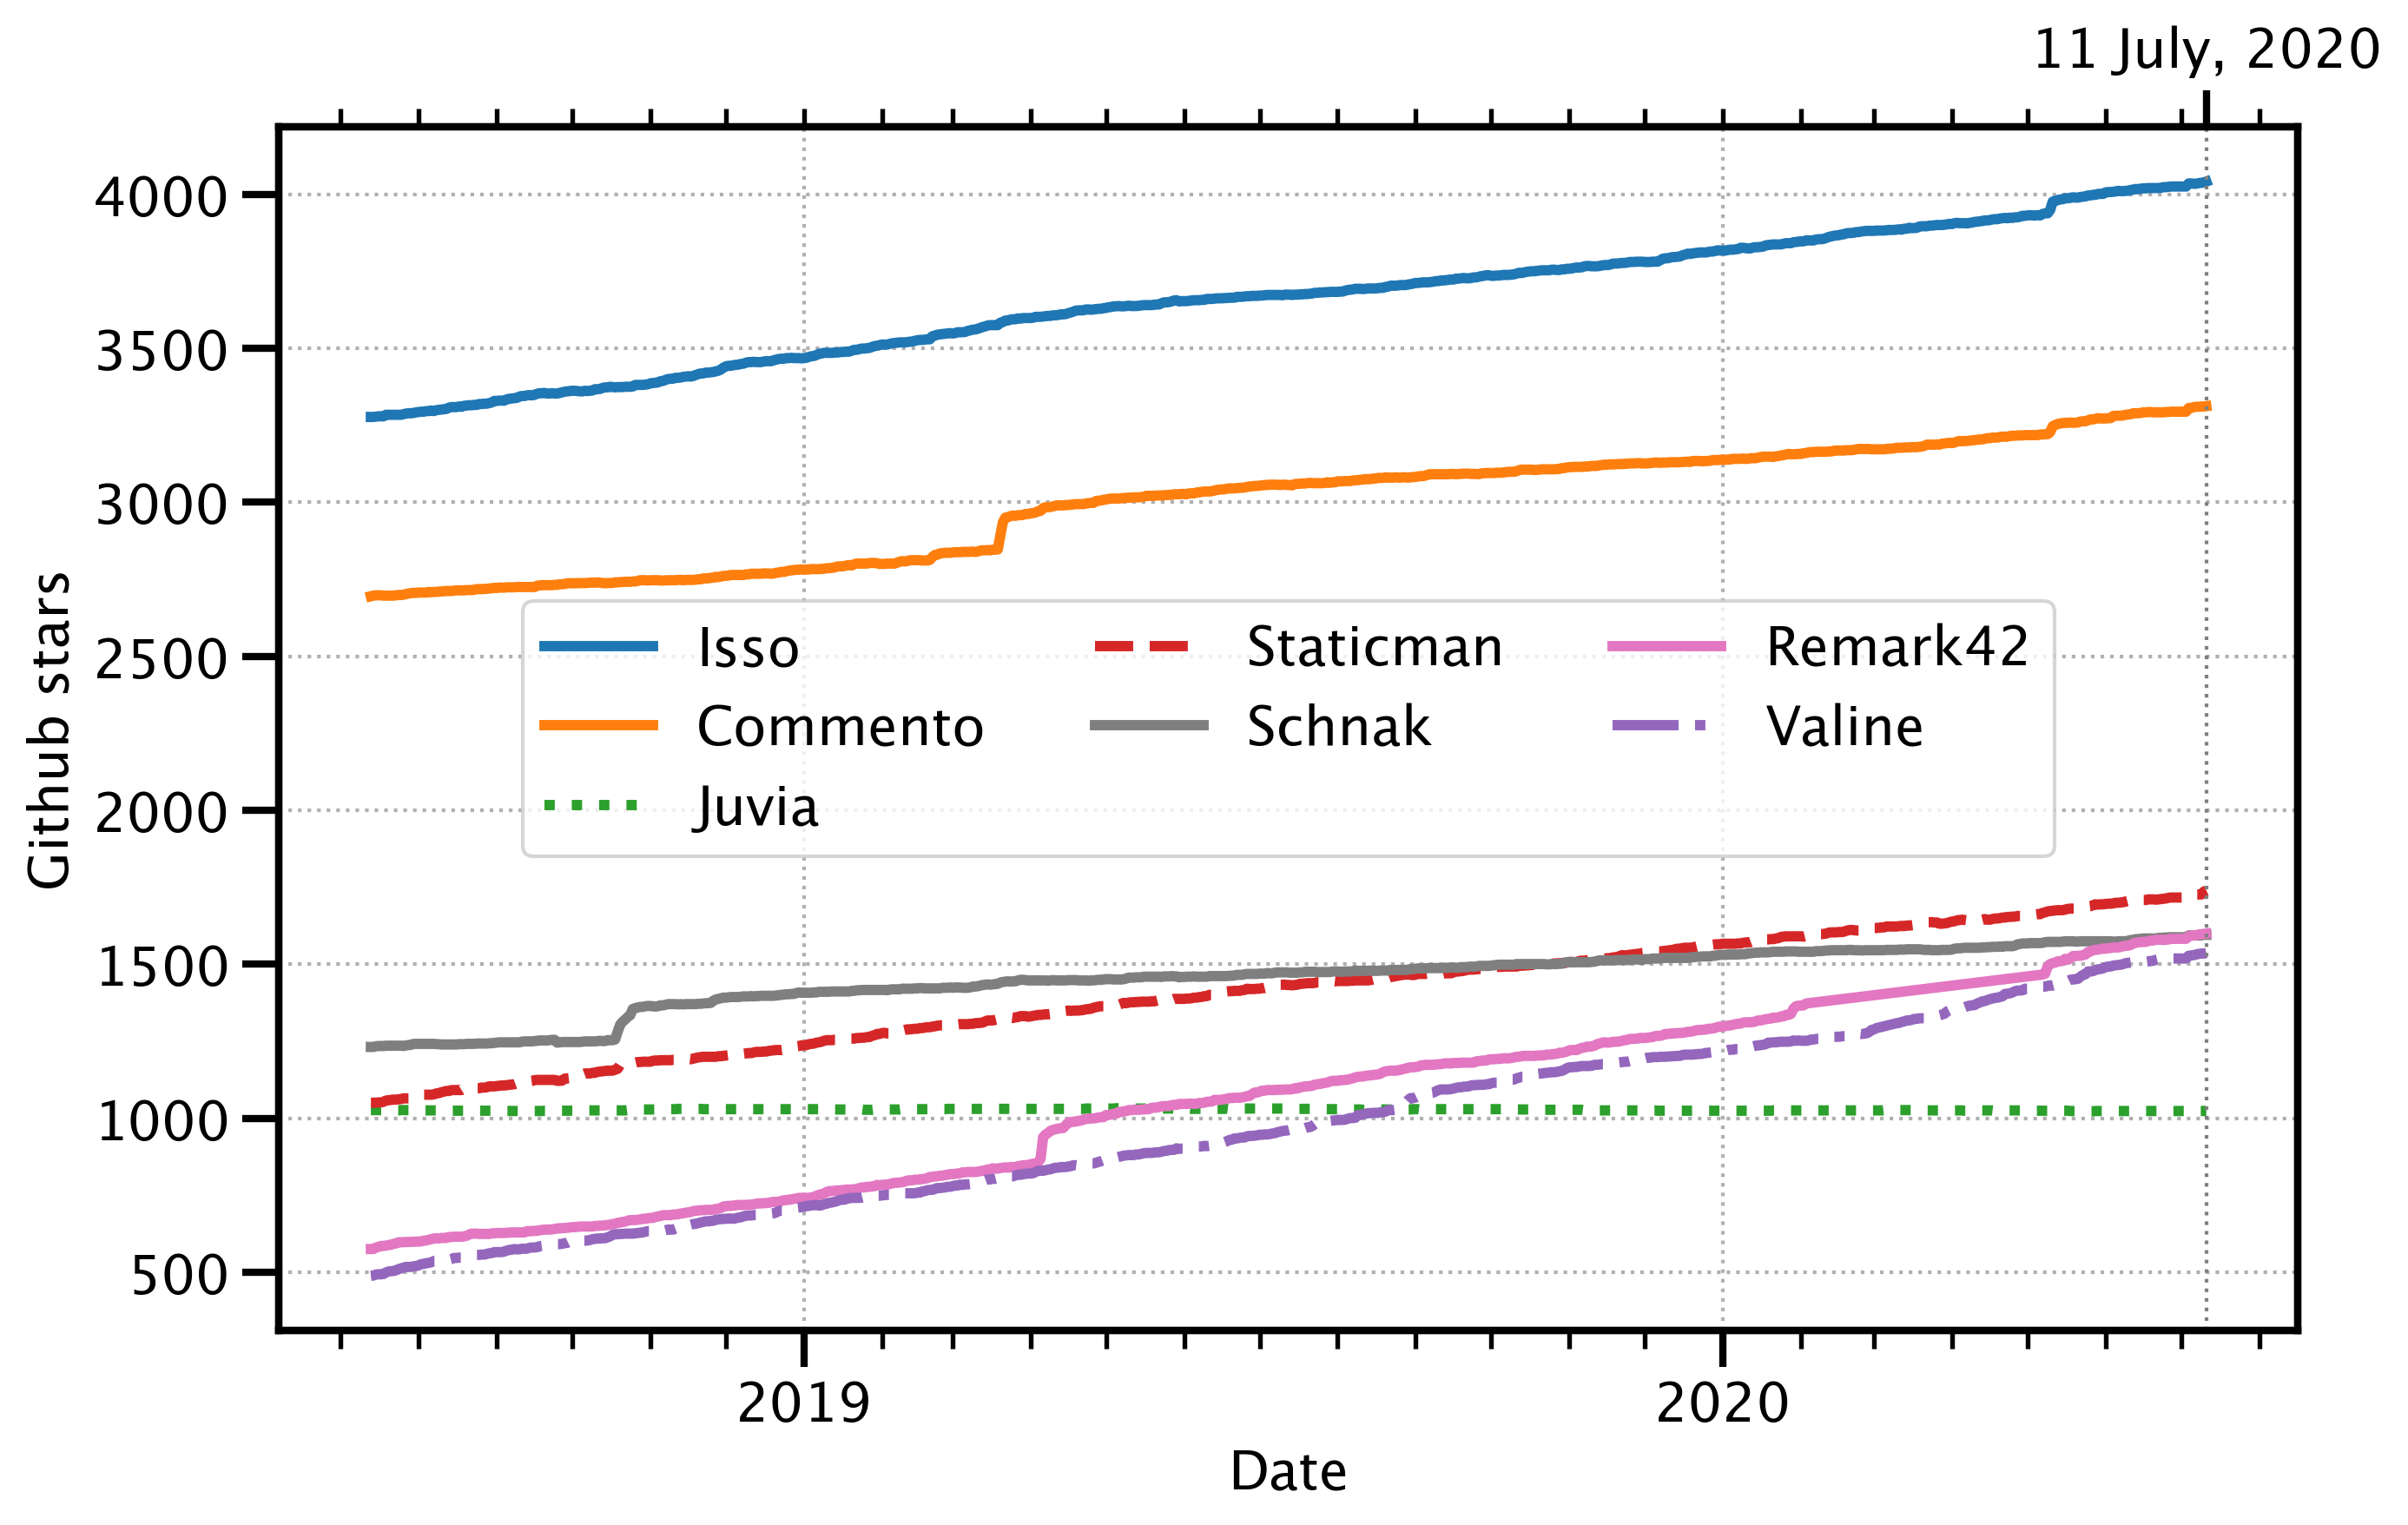 11 July, 2020
4000
3500
3000
2500
2000
1500
1000
500
Github stars
Isso
Commento
Juvia
Staticman
Schnak
Remark42
Valine
2019
2020
Date